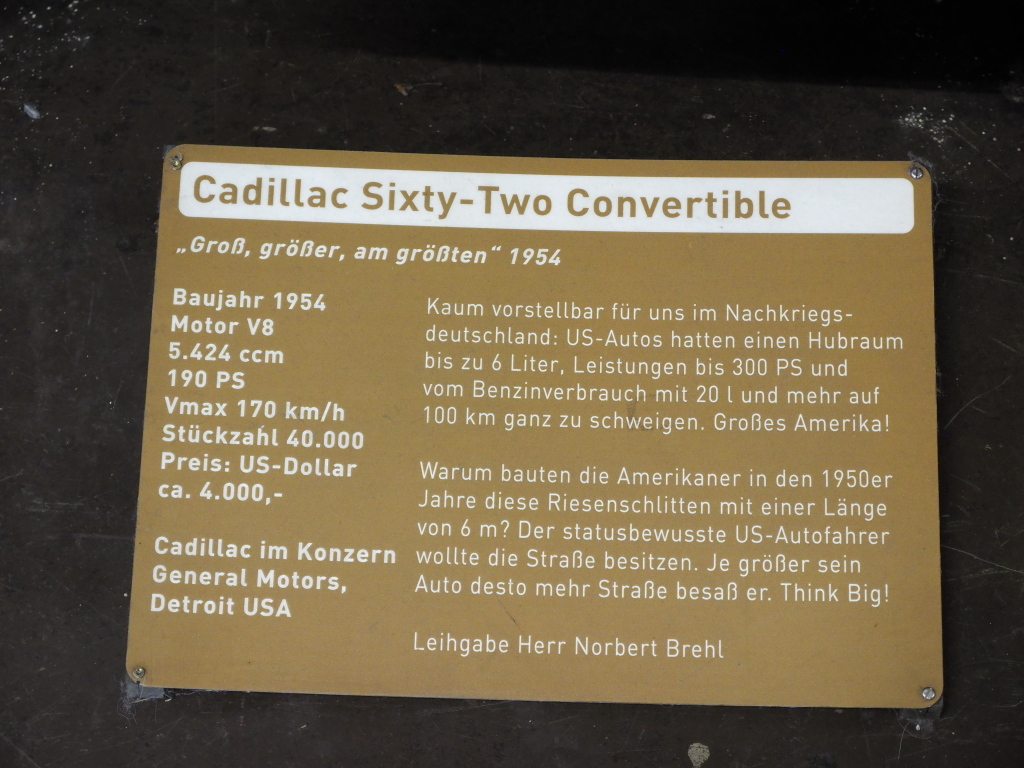 Cadillac Sixty-Two Convertible
„Groß, größer, am größten“ 1954
Baujahr 1954
Motor V8
5.424 ccm
190 PS
Vmax 170 km/h
Stückzahl 40.000
Preis: US-Dollar
ca. 4.000,-
Cadillac im Konzern
General Motors,
Detroit USA
Kaum vorstellbar für uns im Nachkriegs-
deutschland: US-Autos hatten einen Hubraum
bis zu 6 Liter, Leistungen bis 300 PS und
vom Benzinverbrauch mit 20 l und mehr auf
100 km ganz zu schweigen. Großes Amerika!
Warum bauten die Amerikaner in den 1950er
Jahre diese Riesenschlitten mit einer Länge
von 6 m? Der statusbewusste US-Autofahrer
wollte die Straße besitzen. Je größer sein
Auto desto mehr Straße besaß er. Think Big!
Leihgabe Herr Norbert Brehl